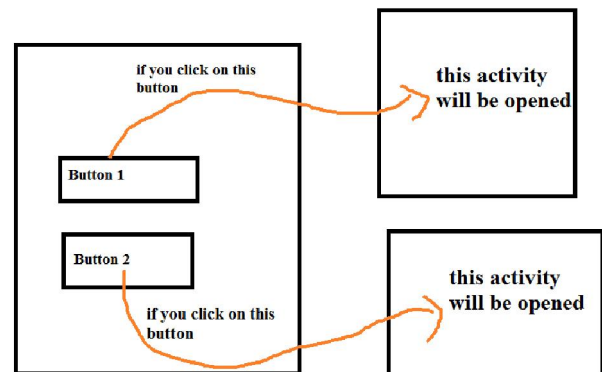 if you click on this
button
this activity
will be opened
Button 1
Button 2
if you click on this
button
this activity
will be opened